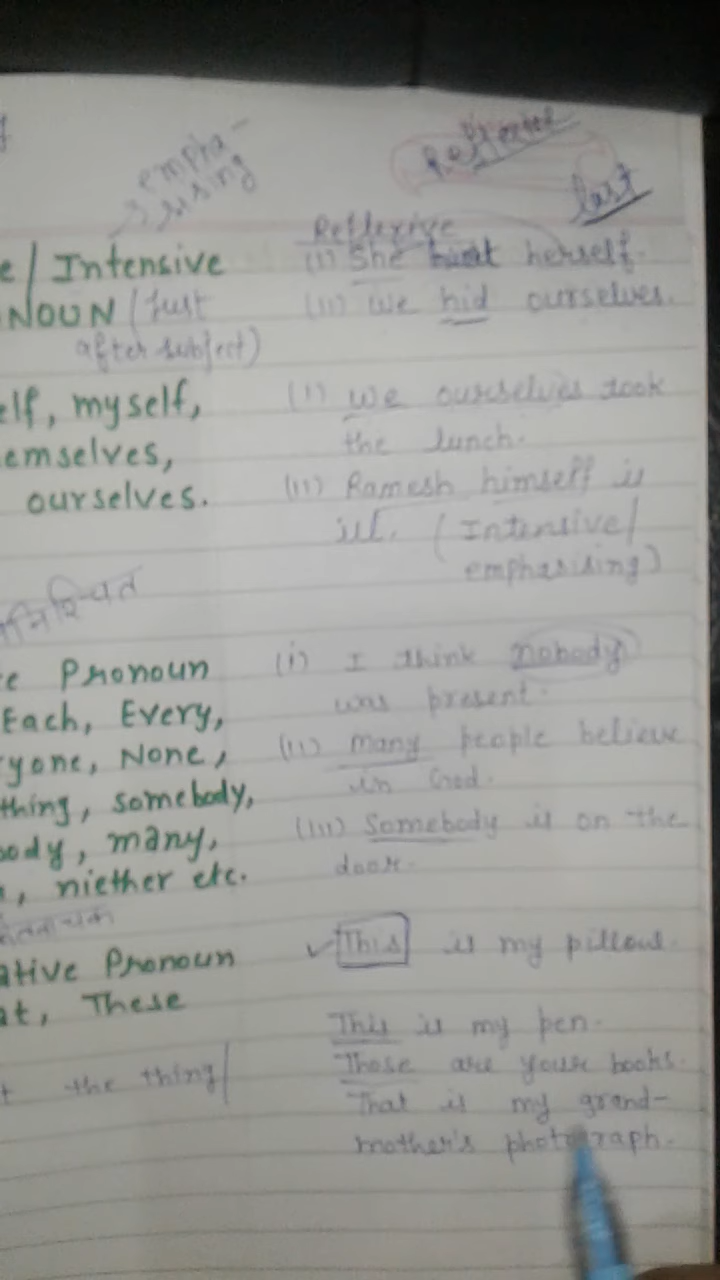 empha-
sising
Reflexive
last
Reflexive
e/ Intensive (i) She hurt herself.
NOUN (Just (ii) We hid ourselves.
after subject)
elf, myself, (i) We ourselves took
emselves, the lunch.
ourselves. (ii) Ramesh himself is
ill. (Intensive/
emphasising)
निश्चित
e Pronoun (i) I think nobody
Each, Every, was present.
yone, None, (ii) many people believe
in God.
thing, somebody, (iii) Somebody is on the
ody, many, door.
, niether etc.
ative Pronoun This is my pillow.
at, These
This is my pen.
t the thing/ Those are your books.
That is my grand-
mother's photograph.